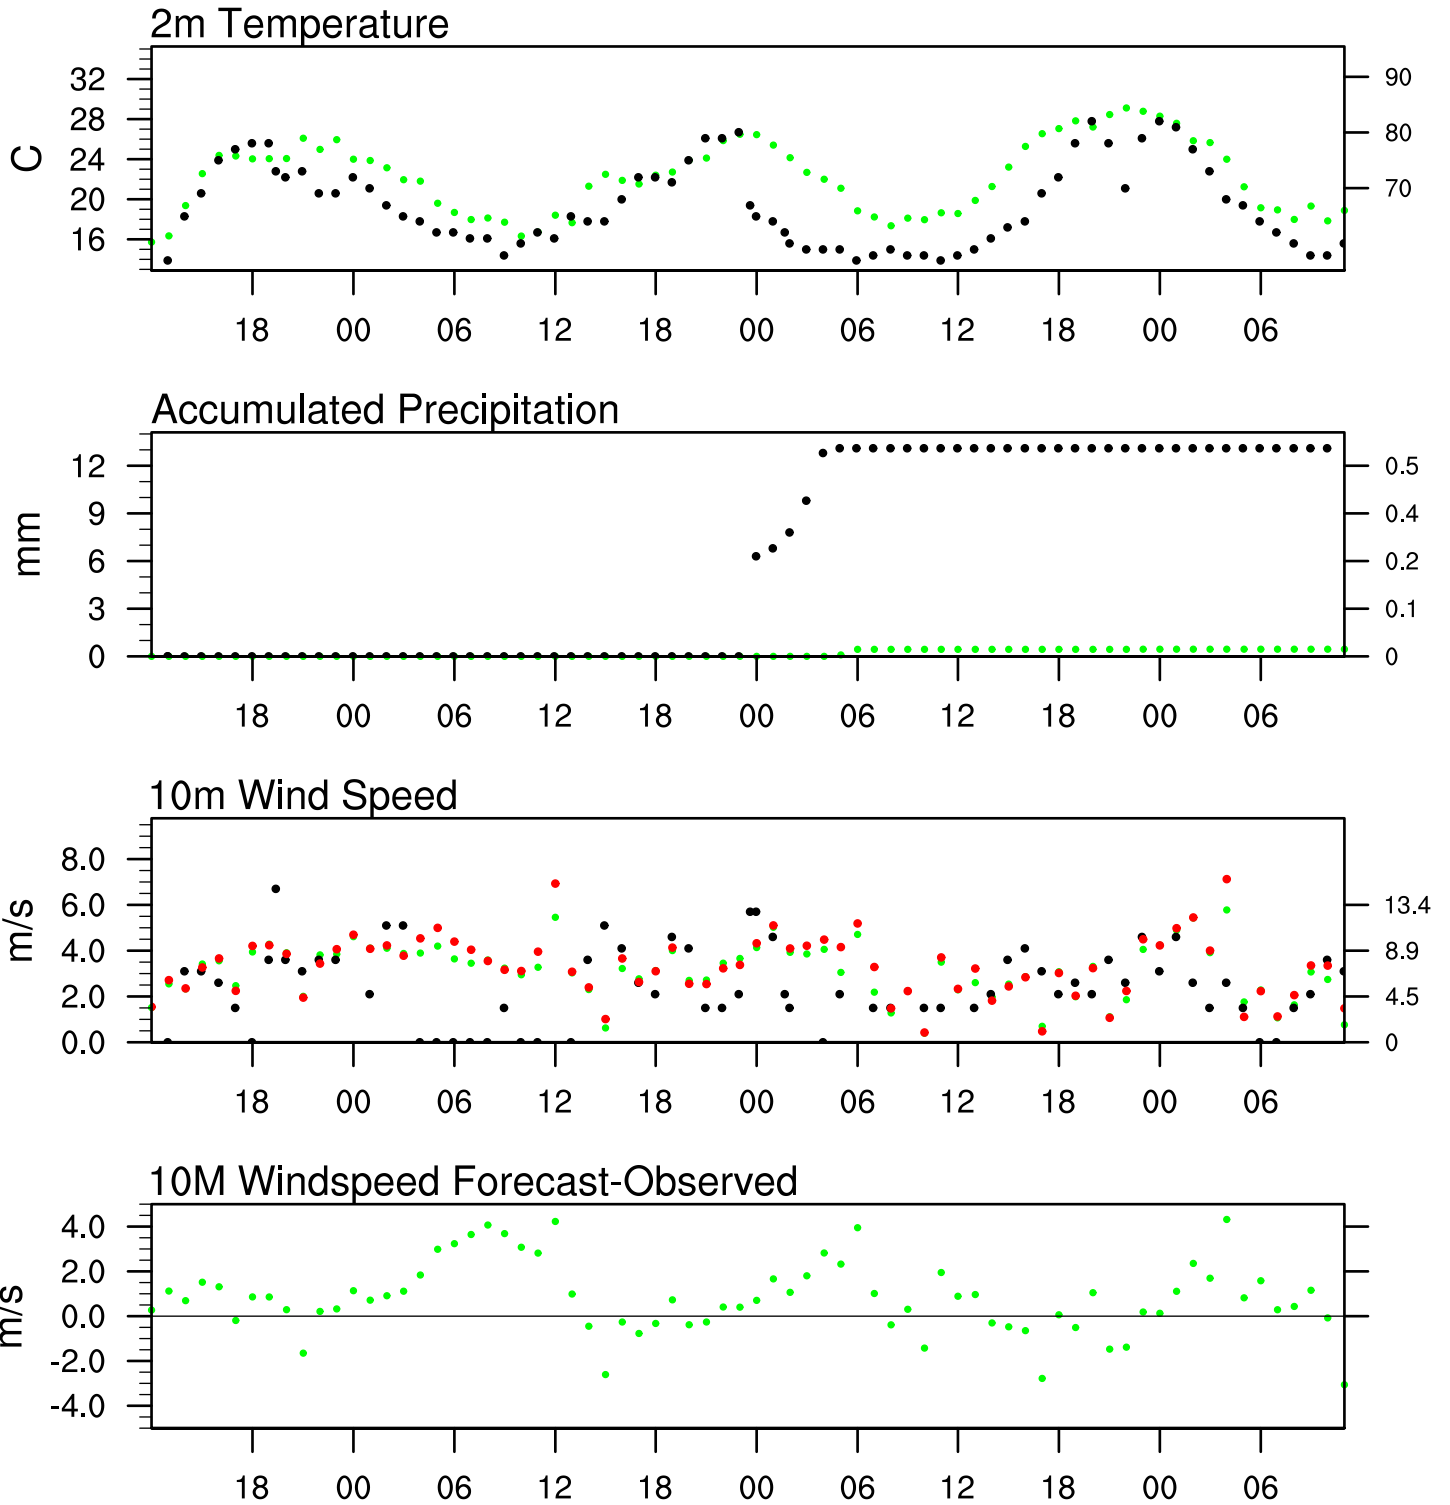 2m Temperature
32
28
24
20
16
C
90
80
70
18 00 06 12 18 00 06 12 18 00 06
Accumulated Precipitation
12
9
6
3
0
mm
0.5
0.4
0.2
0.1
0
18 00 06 12 18 00 06 12 18 00 06
10m Wind Speed
8.0
6.0
4.0
2.0
0.0
m/s
13.4
8.9
4.5
0
18 00 06 12 18 00 06 12 18 00 06
10M Windspeed Forecast-Observed
4.0
2.0
0.0
-2.0
-4.0
m/s
18 00 06 12 18 00 06 12 18 00 06